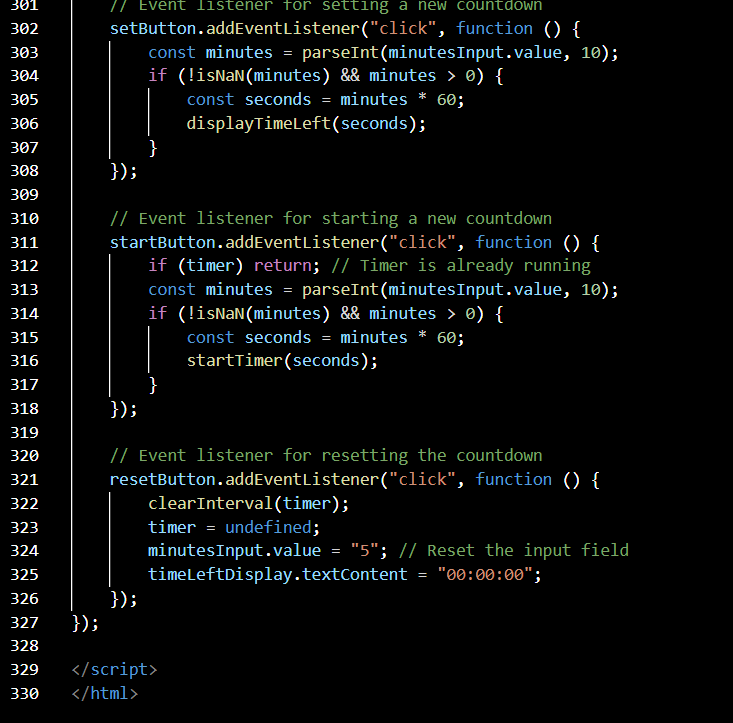 301 // Event listener for setting a new countdown
302 setButton.addEventListener("click", function () {
303 const minutes = parseInt(minutesInput.value, 10);
304 if (!isNaN(minutes) && minutes > 0) {
305 const seconds = minutes * 60;
306 displayTimeLeft(seconds);
307 }
308 });
309
310 // Event listener for starting a new countdown
311 startButton.addEventListener("click", function () {
312 if (timer) return; // Timer is already running
313 const minutes = parseInt(minutesInput.value, 10);
314 if (!isNaN(minutes) && minutes > 0) {
315 const seconds = minutes * 60;
316 startTimer(seconds);
317 }
318 });
319
320 // Event listener for resetting the countdown
321 resetButton.addEventListener("click", function () {
322 clearInterval(timer);
323 timer = undefined;
324 minutesInput.value = "5"; // Reset the input field
325 timeLeftDisplay.textContent = "00:00:00";
326 });
327 });
328
329 </script>
330 </html>